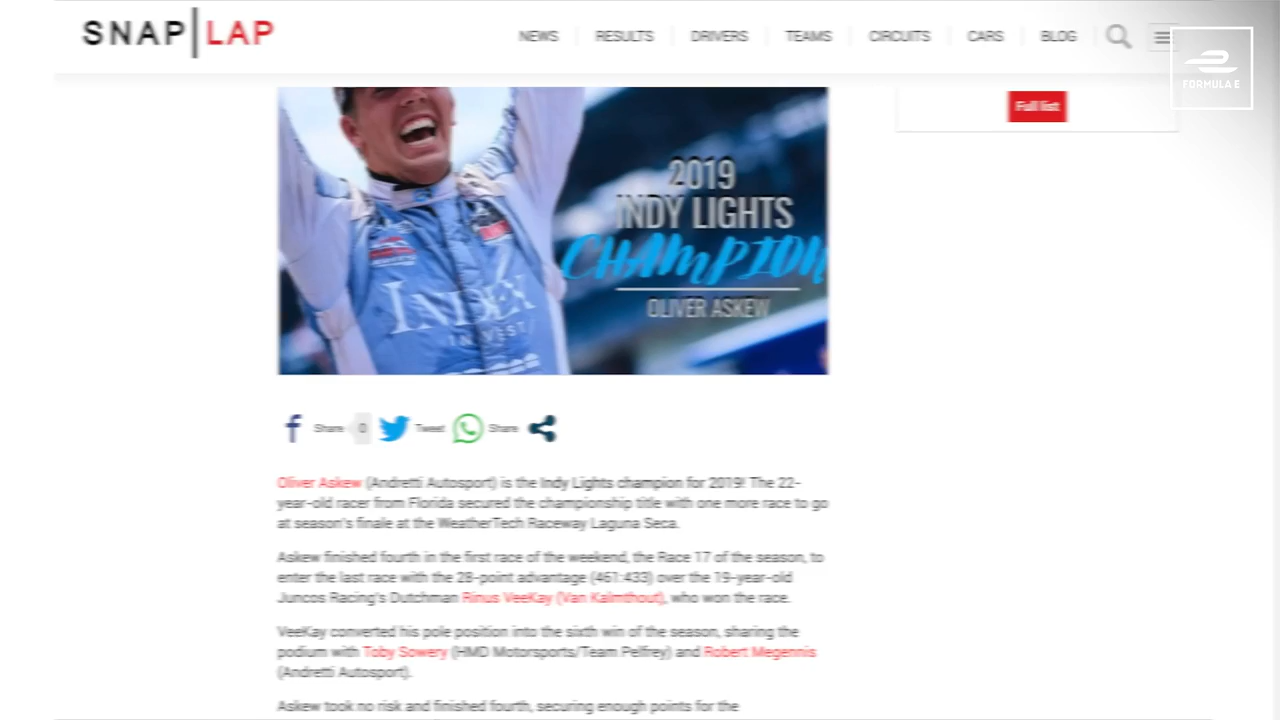 SNAP|LAP
NEWS RESULTS DRIVERS TEAMS CIRCUITS CARS BLOG
FORMULA E
Full list
2019
INDY LIGHTS
CHAMPION
OLIVER ASKEW
INDEX
INVEST
Share 0 Tweet Share
Oliver Askew (Andretti Autosport) is the Indy Lights champion for 2019! The 22-
year-old racer from Florida secured the championship title with one more race to go
at season's finale at the WeatherTech Raceway Laguna Seca.
Askew finished fourth in the first race of the weekend, the Race 17 of the season, to
enter the last race with the 28-point advantage (461:433) over the 19-year-old
Juncos Racing's Dutchman Rinus VeeKay (Van Kalmthout), who won the race.
VeeKay converted his pole position into the sixth win of the season, sharing the
podium with Toby Sowery (HMD Motorsports/Team Pelfrey) and Robert Megennis
(Andretti Autosport).
Askew took no risk and finished fourth, securing enough points for the